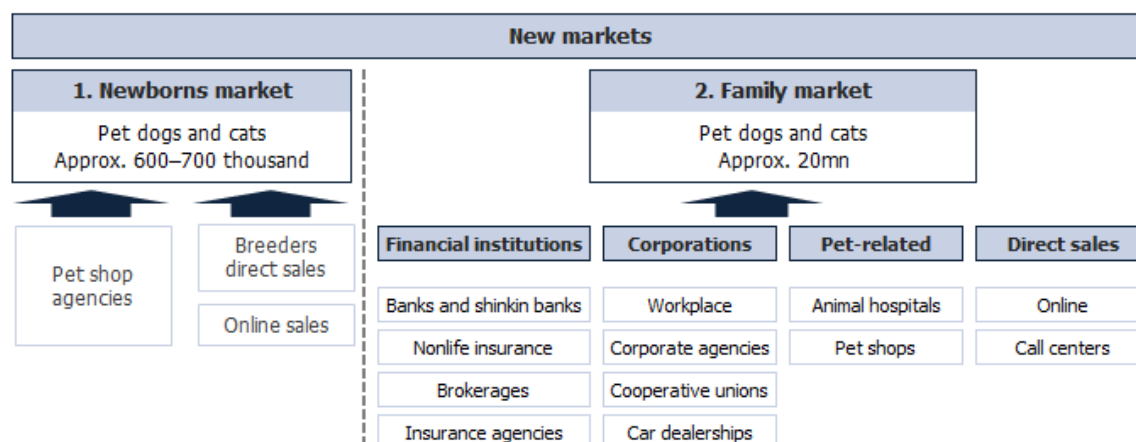 New markets
1. Newborns market
Pet dogs and cats
Approx. 600–700 thousand
Pet shop
agencies
Breeders
direct sales
Online sales
2. Family market
Pet dogs and cats
Approx. 20mn
Financial institutions
Banks and shinkin banks
Nonlife insurance
Brokerages
Insurance agencies
Corporations
Workplace
Corporate agencies
Cooperative unions
Car dealerships
Pet-related
Animal hospitals
Pet shops
Direct sales
Online
Call centers